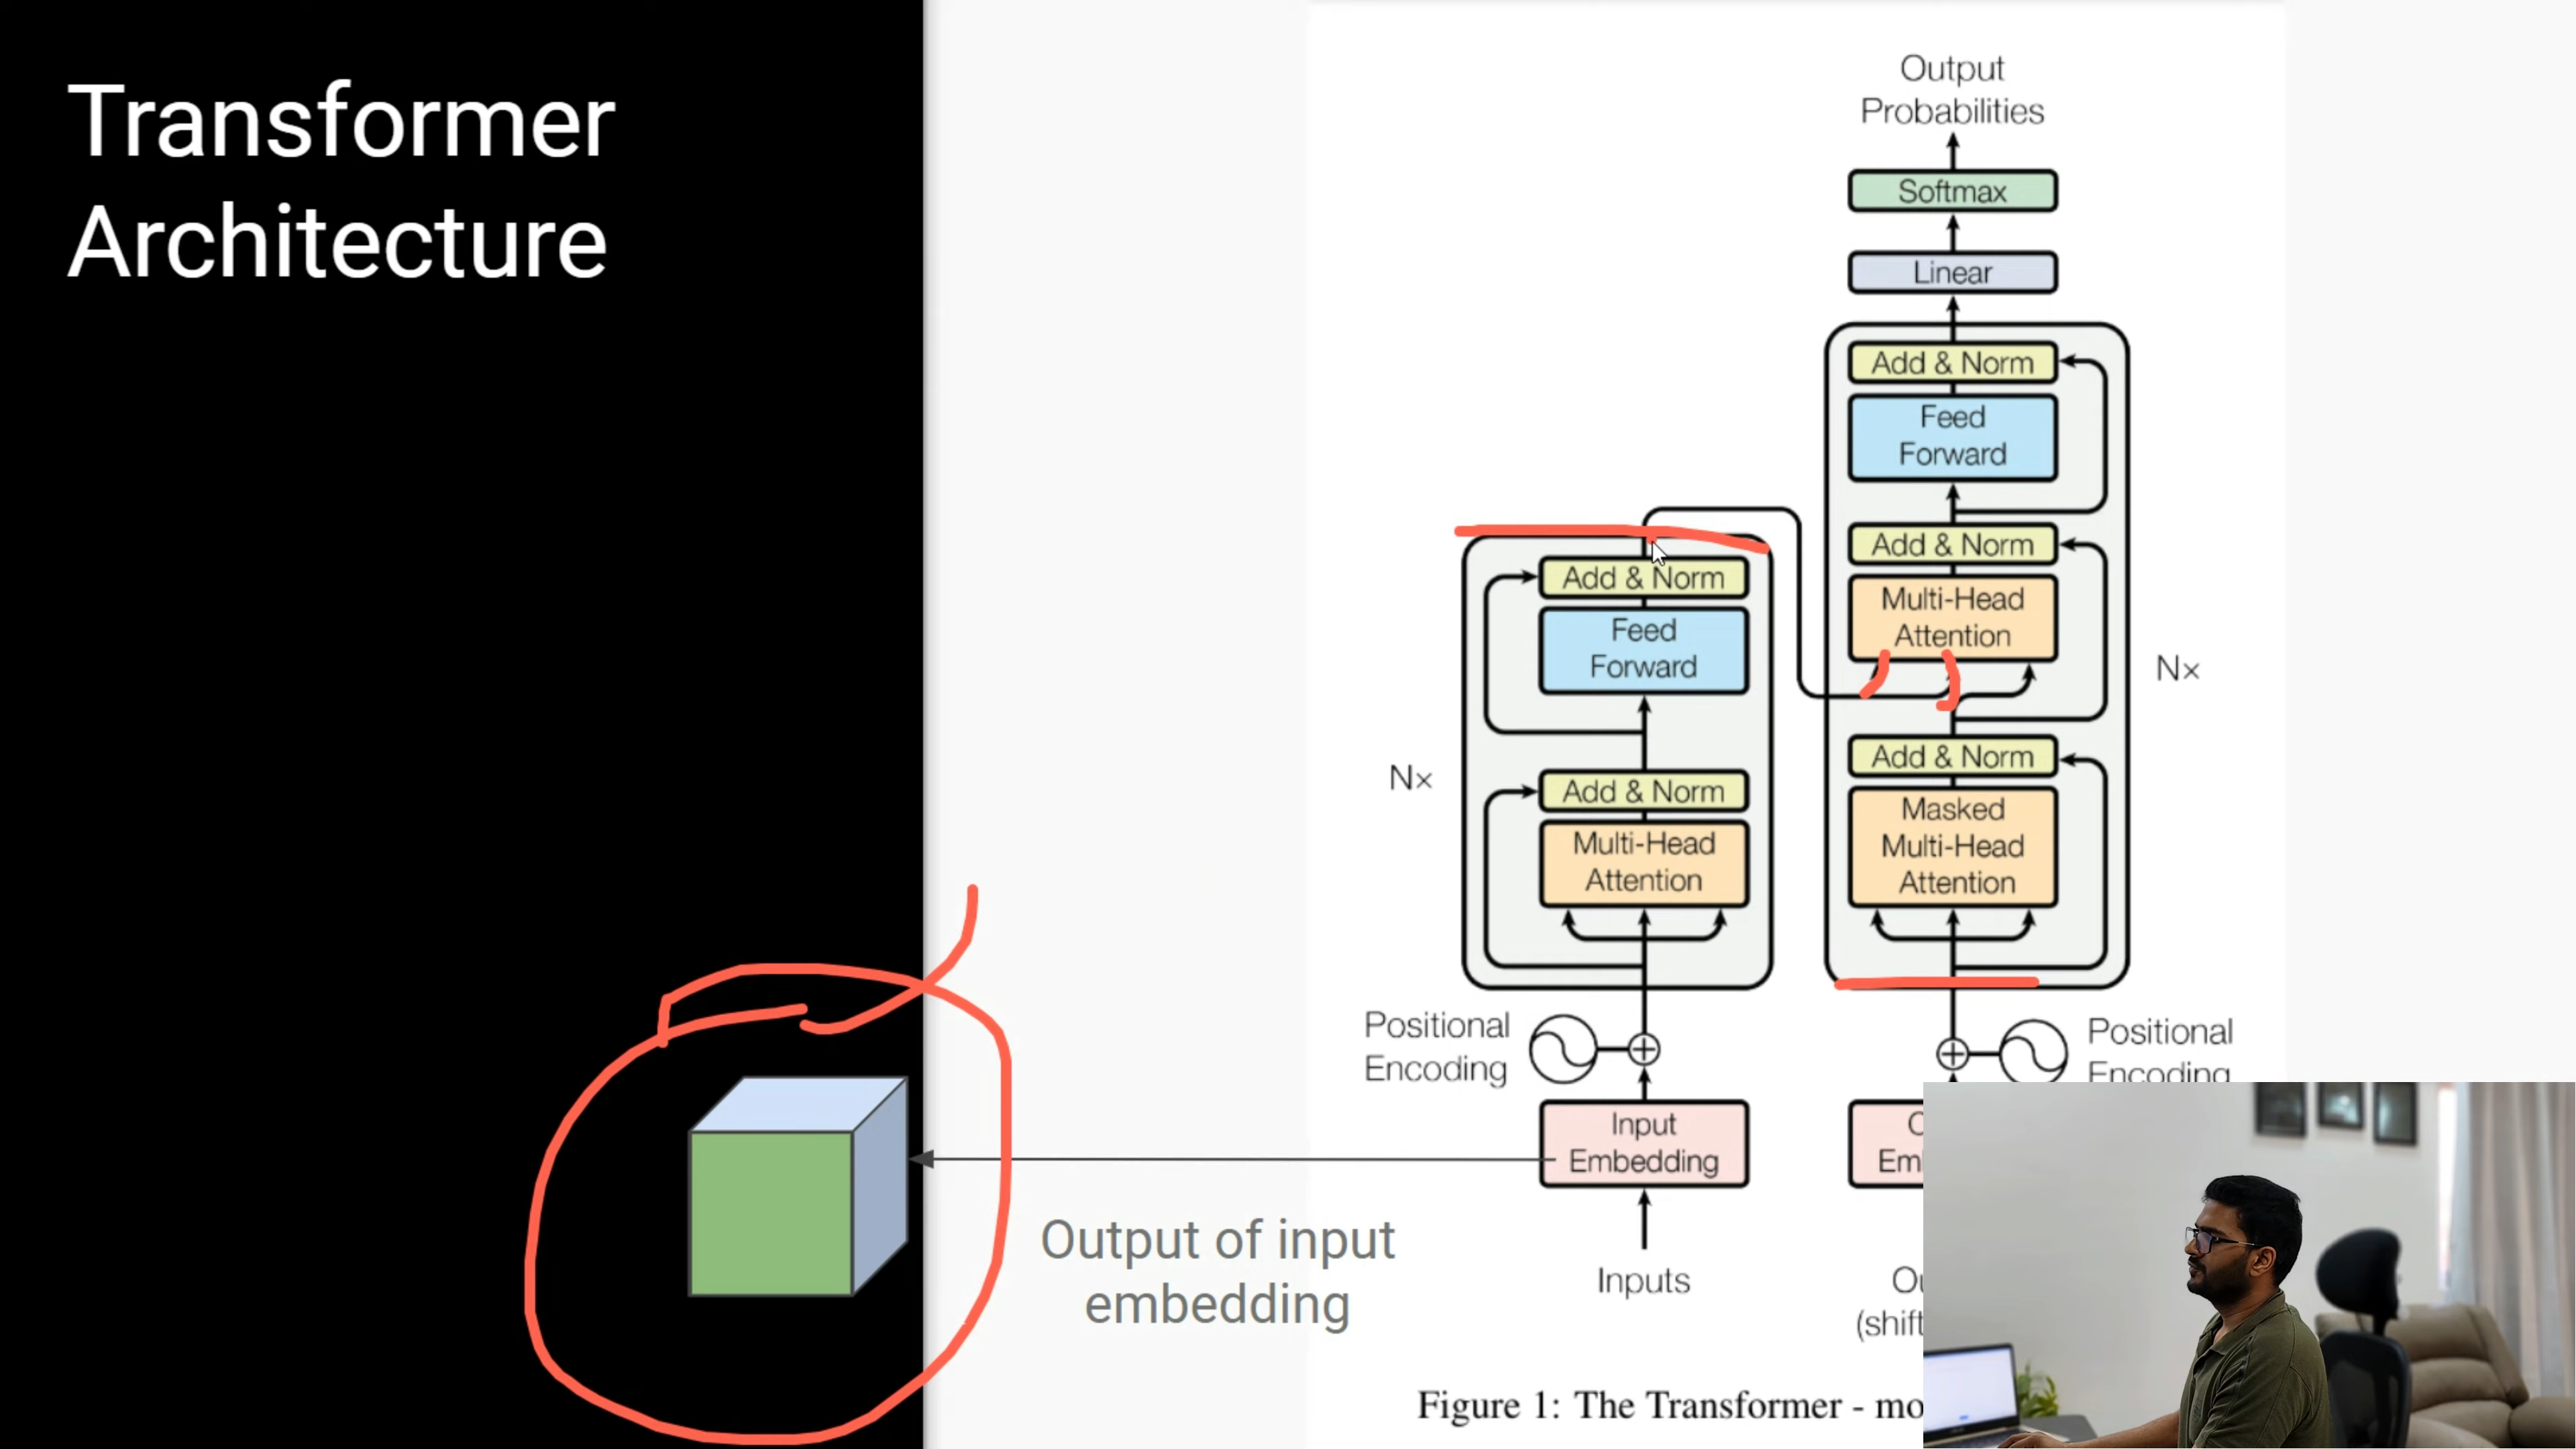 Transformer
Architecture
Output
Probabilities
Softmax
Linear
Add & Norm
Feed
Forward
Add & Norm
Multi-Head
Attention
Nx
Add & Norm
Masked
Multi-Head
Attention
Positional
Encoding
Add & Norm
Feed
Forward
Nx
Add & Norm
Multi-Head
Attention
Positional
Encoding
Input
Embedding
Inputs
Output of input
embedding
Figure 1: The Transformer -